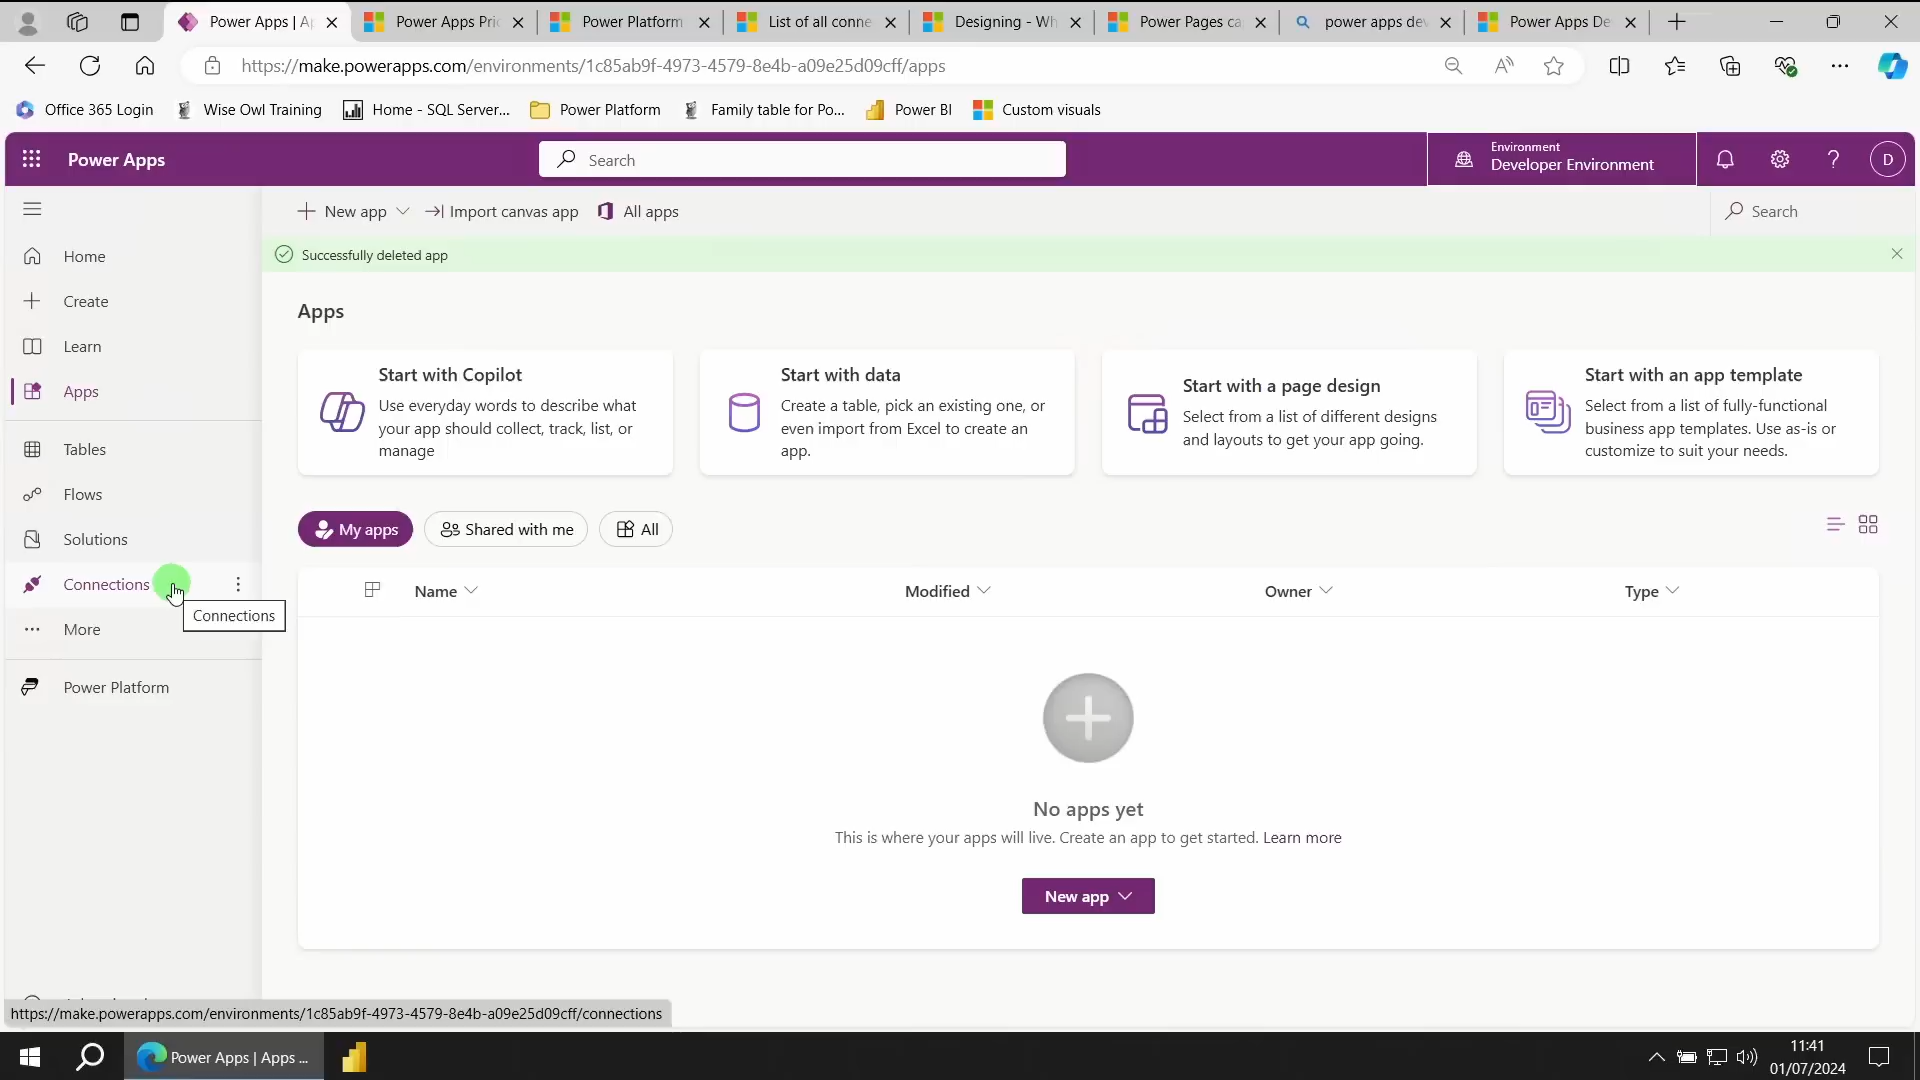 Power Apps | A
Power Apps Pri
Power Platform
List of all conne
Designing - Wh
Power Pages ca
power apps dev
Power Apps De
https://make.powerapps.com/environments/1c85ab9f-4973-4579-8e4b-a09e25d09cff/apps
Office 365 Login
Wise Owl Training
Home - SQL Server...
Power Platform
Family table for Po...
Power BI
Custom visuals
Power Apps
Search
Environment
Developer Environment
?
D
New app
Import canvas app
All apps
Search
Successfully deleted app
Home
Create
Learn
Apps
Tables
Flows
Solutions
Connections
Connections
More
Power Platform
Apps
Start with Copilot
Use everyday words to describe what
your app should collect, track, list, or
manage
Start with data
Create a table, pick an existing one, or
even import from Excel to create an
app.
Start with a page design
Select from a list of different designs
and layouts to get your app going.
Start with an app template
Select from a list of fully-functional
business app templates. Use as-is or
customize to suit your needs.
My apps
Shared with me
All
Name
Modified
Owner
Type
No apps yet
This is where your apps will live. Create an app to get started. Learn more
New app
https://make.powerapps.com/environments/1c85ab9f-4973-4579-8e4b-a09e25d09cff/connections
Power Apps | Apps ...
11:41
01/07/2024